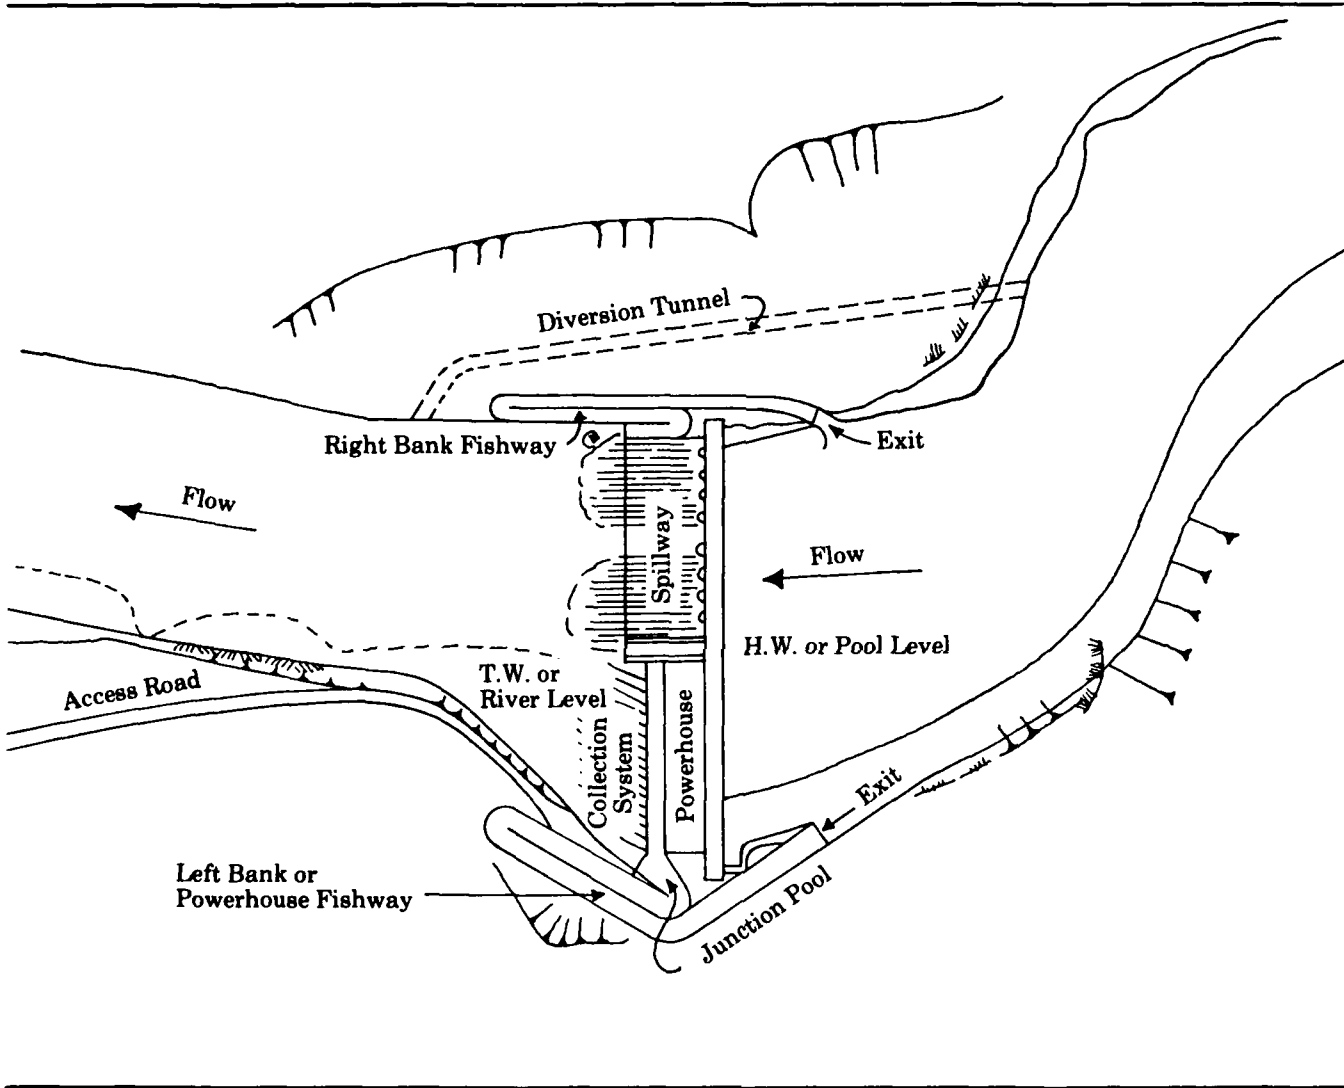 Diversion Tunnel
Right Bank Fishway
Exit
Flow
Spillway
Flow
H.W. or Pool Level
T.W. or
River Level
Access Road
Collection
System
Powerhouse
Exit
Left Bank or
Powerhouse Fishway
Junction Pool